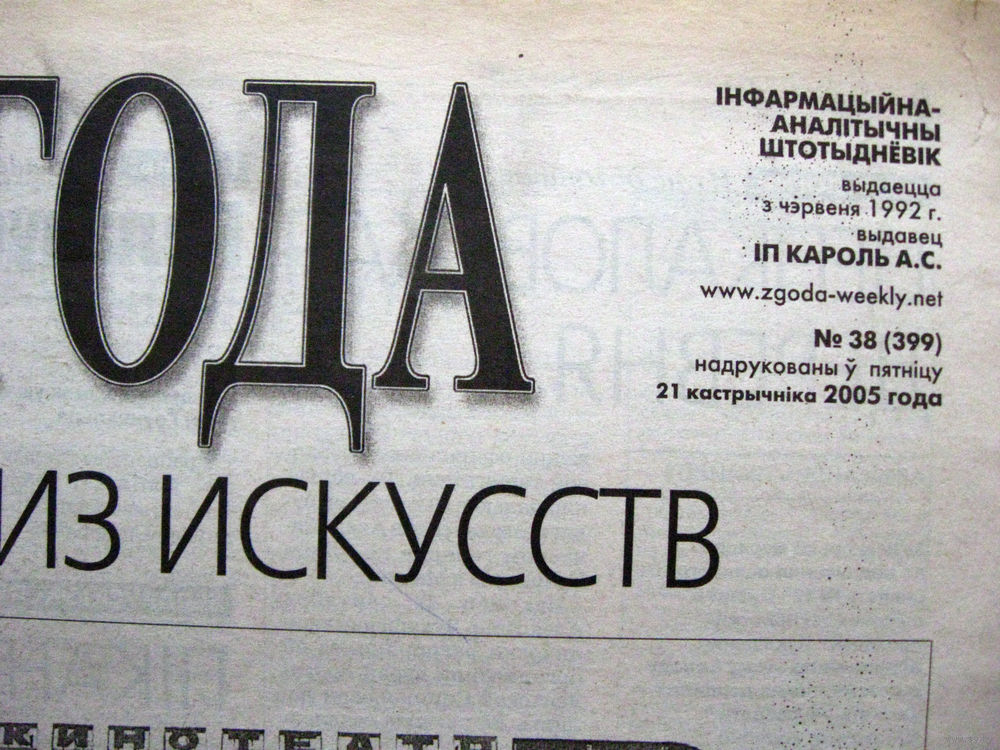 ГОДА
ІНФАРМАЦЫЙНА-
АНАЛІТЫЧНЫ
ШТОТЫДНЁВІК
выдаецца
з чэрвеня 1992 г.
выдавец
ІП КАРОЛЬ А.С.
www.zgoda-weekly.net
№ 38 (399)
надрукованы ў пятніцу
21 кастрычніка 2005 года
ИЗ ИСКУССТВ
КИНОТЕАТР